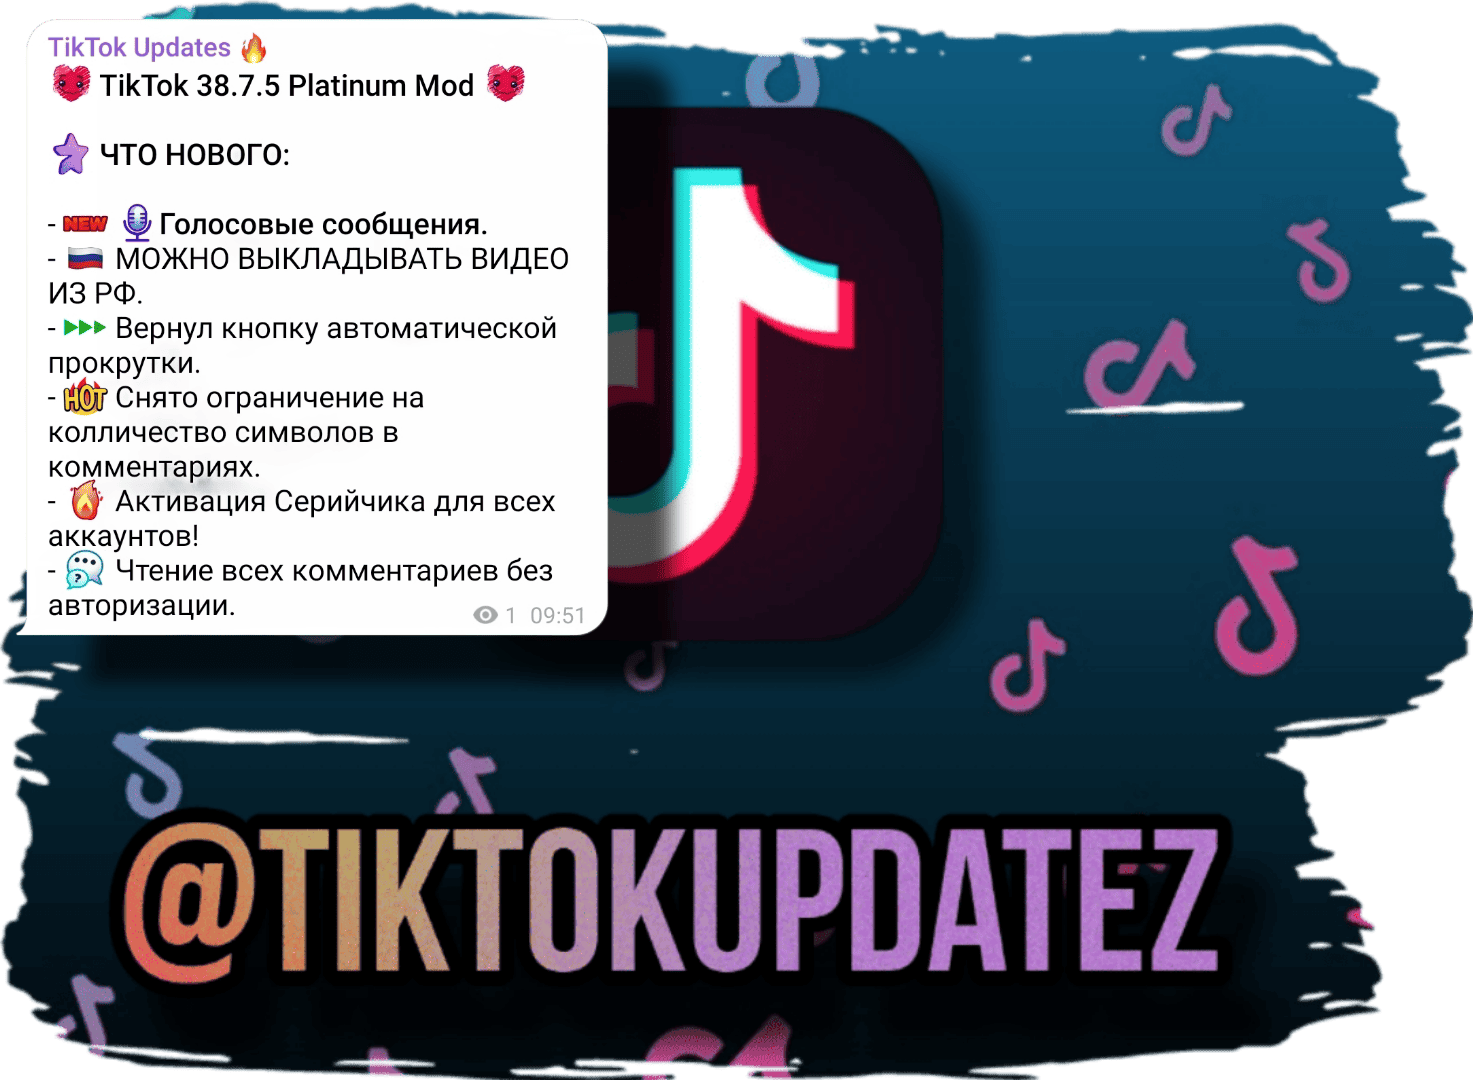 TikTok Updates 🔥
TikTok 38.7.5 Platinum Mod
ЧТО НОВОГО:
- NEW 🎙 Голосовые сообщения.
- 🇷🇺 МОЖНО ВЫКЛАДЫВАТЬ ВИДЕО
ИЗ РФ.
- Вернул кнопку автоматической
прокрутки.
- HOT Снято ограничение на
колличество символов в
комментариях.
- 🔥 Активация Серийчика для всех
аккаунтов!
- 💬 Чтение всех комментариев без
авторизации.
1 09:51
@TIKTOKUPDATEZ